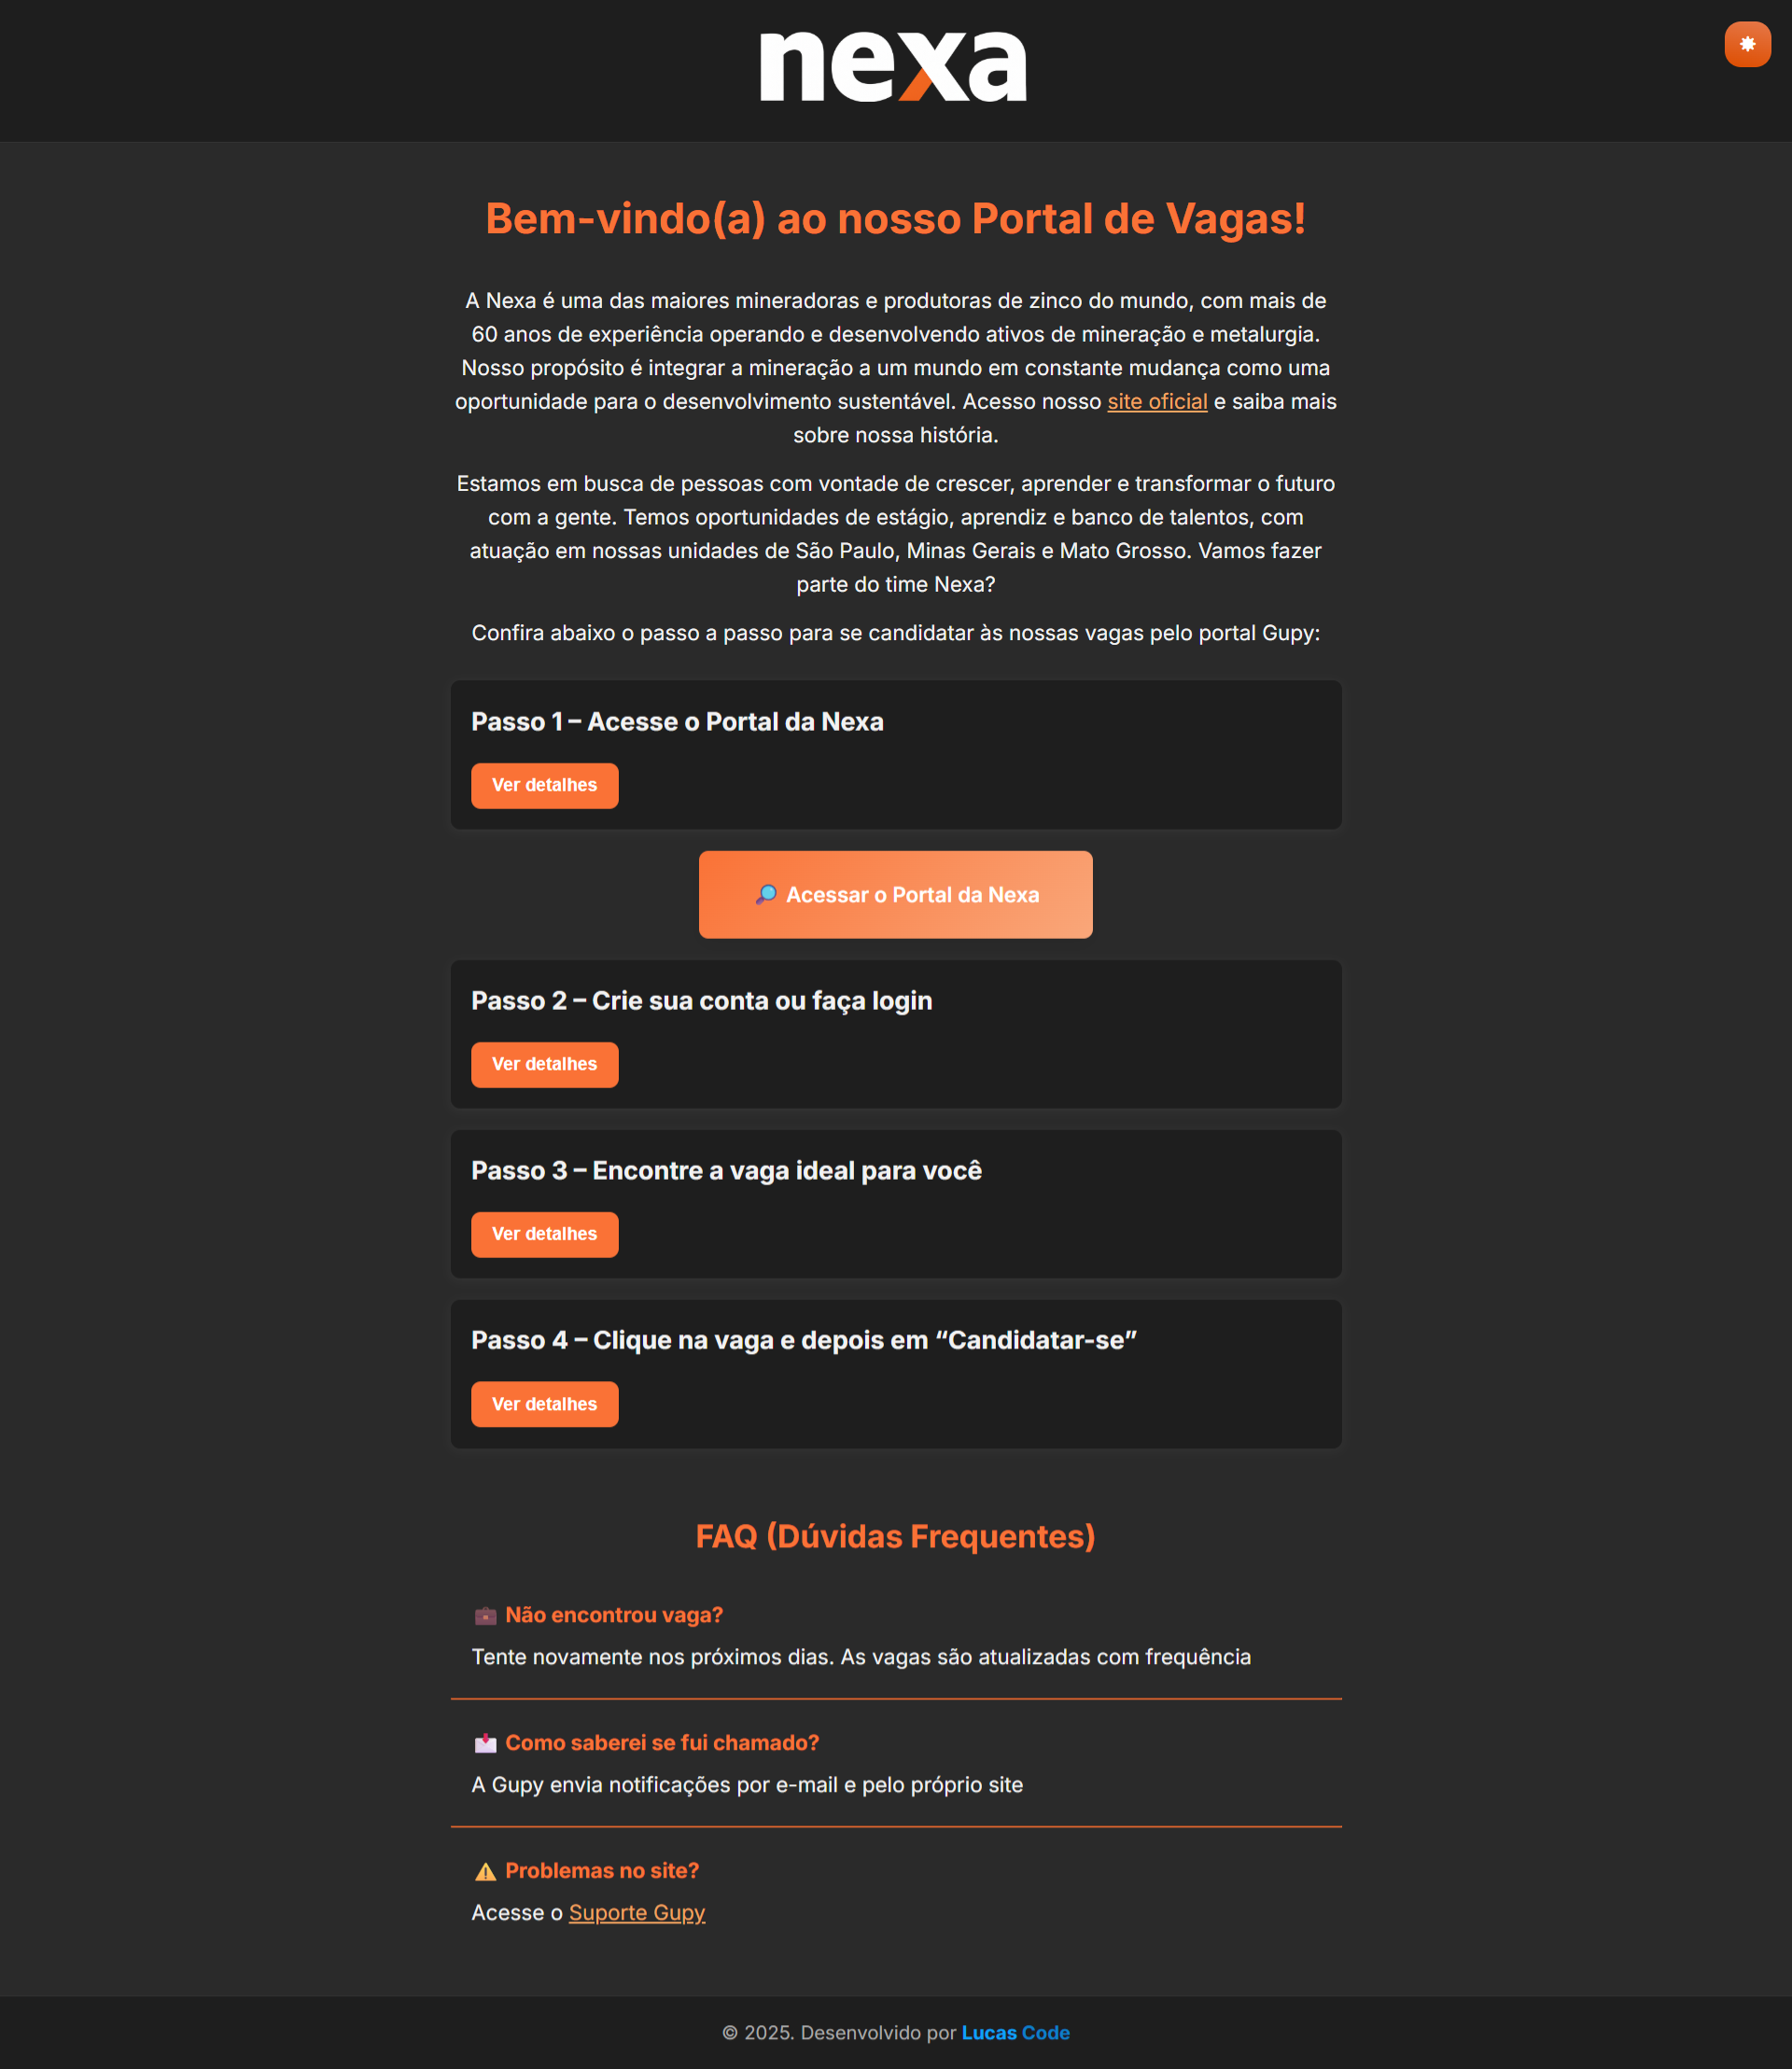 nexa
Bem-vindo(a) ao nosso Portal de Vagas!
A Nexa é uma das maiores mineradoras e produtoras de zinco do mundo, com mais de
60 anos de experiência operando e desenvolvendo ativos de mineração e metalurgia.
Nosso propósito é integrar a mineração a um mundo em constante mudança como uma
oportunidade para o desenvolvimento sustentável. Acesso nosso site oficial e saiba mais
sobre nossa história.
Estamos em busca de pessoas com vontade de crescer, aprender e transformar o futuro
com a gente. Temos oportunidades de estágio, aprendiz e banco de talentos, com
atuação em nossas unidades de São Paulo, Minas Gerais e Mato Grosso. Vamos fazer
parte do time Nexa?
Confira abaixo o passo a passo para se candidatar às nossas vagas pelo portal Gupy:
Passo 1 – Acesse o Portal da Nexa
Ver detalhes
Acessar o Portal da Nexa
Passo 2 – Crie sua conta ou faça login
Ver detalhes
Passo 3 – Encontre a vaga ideal para você
Ver detalhes
Passo 4 – Clique na vaga e depois em “Candidatar-se”
Ver detalhes
FAQ (Dúvidas Frequentes)
Não encontrou vaga?
Tente novamente nos próximos dias. As vagas são atualizadas com frequência
Como saberei se fui chamado?
A Gupy envia notificações por e-mail e pelo próprio site
Problemas no site?
Acesse o Suporte Gupy
© 2025. Desenvolvido por Lucas Code